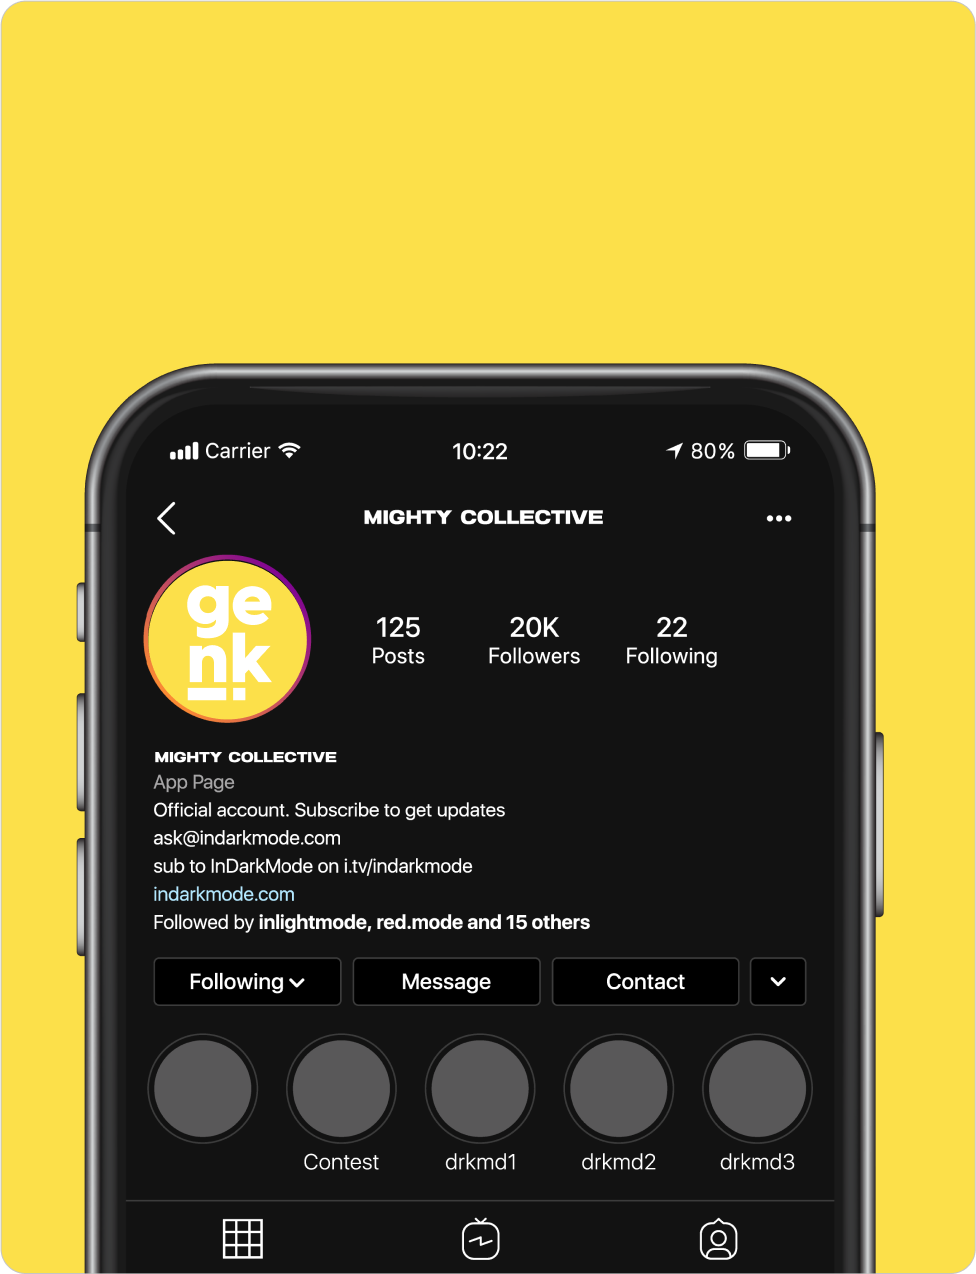 Carrier 10:22 80%
MIGHTY COLLECTIVE
ge
nk
125 20K 22
Posts Followers Following
MIGHTY COLLECTIVE
App Page
Official account. Subscribe to get updates
ask@indarkmode.com
sub to InDarkMode on i.tv/indarkmode
indarkmode.com
Followed by inlightmode, red.mode and 15 others
Following Message Contact
Contest drkmd1 drkmd2 drkmd3